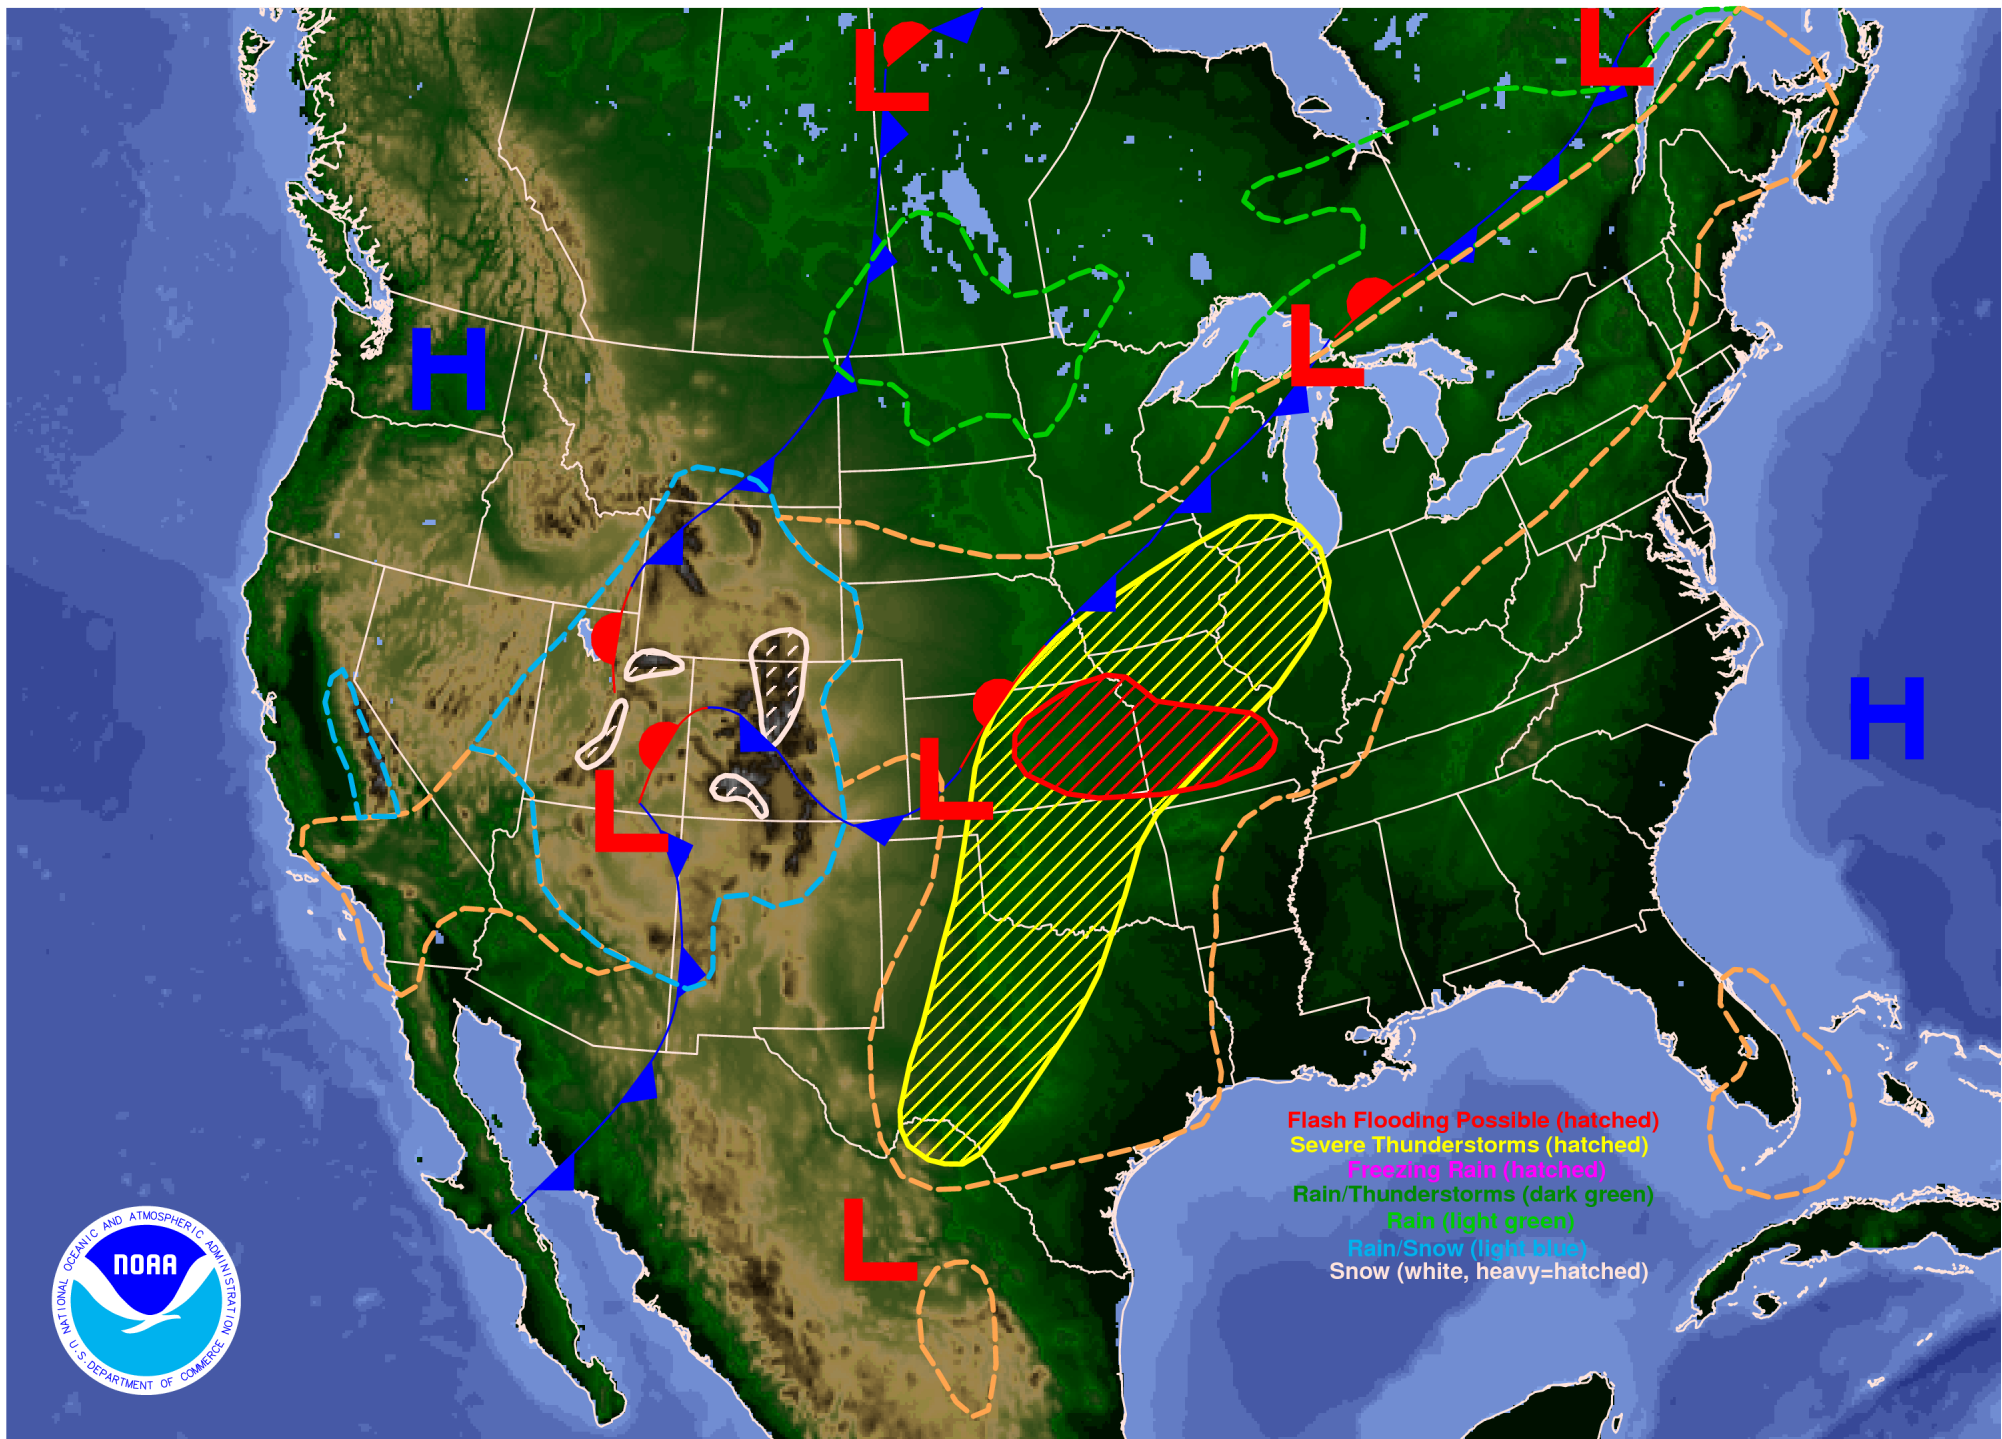 L
L
L
H
H
L
L
L
Flash Flooding Possible (hatched)
Severe Thunderstorms (hatched)
Freezing Rain (hatched)
Rain/Thunderstorms (dark green)
Rain (light green)
Rain/Snow (light blue)
Snow (white, heavy=hatched)
NATIONAL OCEANIC AND ATMOSPHERIC ADMINISTRATION
NOAA
U.S. DEPARTMENT OF COMMERCE